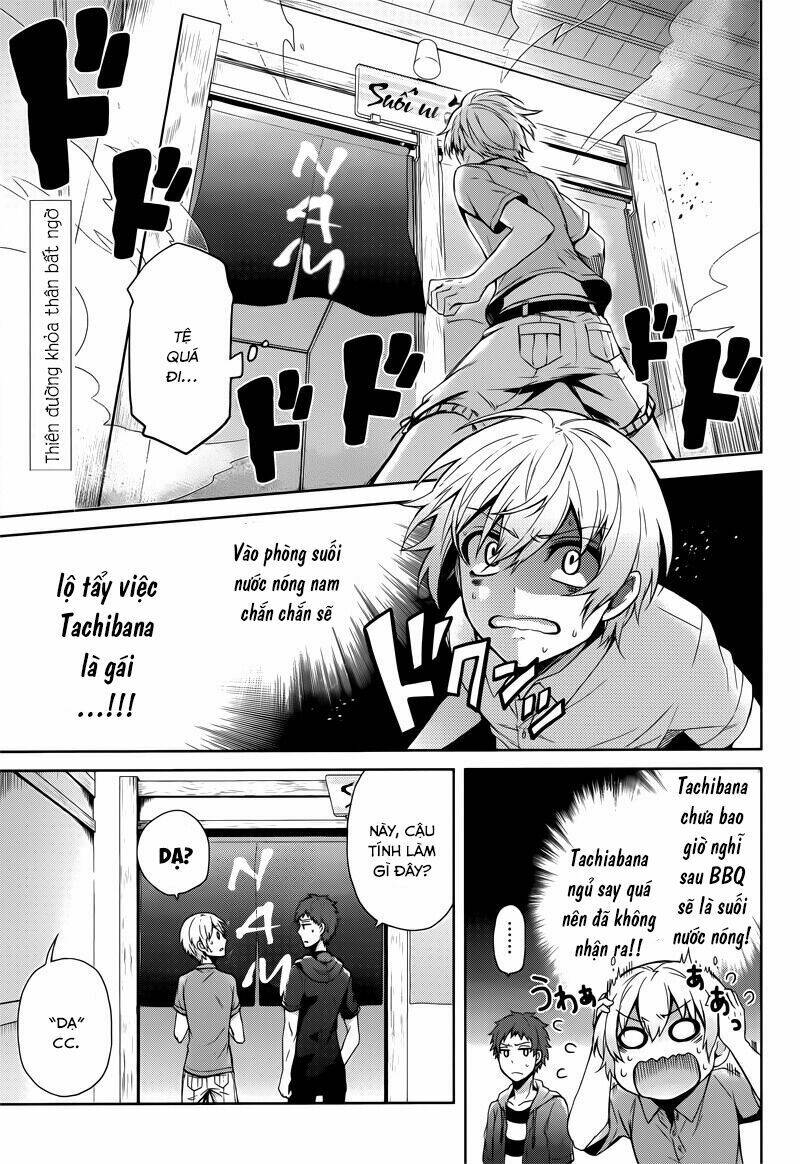 Suối ư
NAM
ドドドドドド
Thiên đường khỏa thân bất ngờ
TỆ
QUÁ
ĐI...
Vào phòng suối
nước nóng nam
chắn chắn sẽ
lộ tẩy việc
Tachibana
là gái
...!!!
ドクンッ
Tachibana
chưa bao
giờ nghĩ
sau BBQ
sẽ là suối
nước nóng!
Tachiabana
ngủ say quá
nên đã không
nhận ra!!
......
うわぁぁ
ああっ
S
NÀY, CẬU
TÍNH LÀM
GÌ ĐÂY?
DẠ?
NAM
"DẠ"
CC.